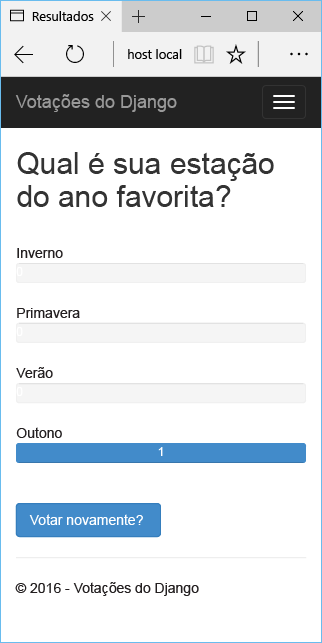 Resultados
host local
Votações do Django
Qual é sua estação
do ano favorita?
Inverno
0
Primavera
0
Verão
0
Outono
1
Votar novamente?
© 2016 - Votações do Django